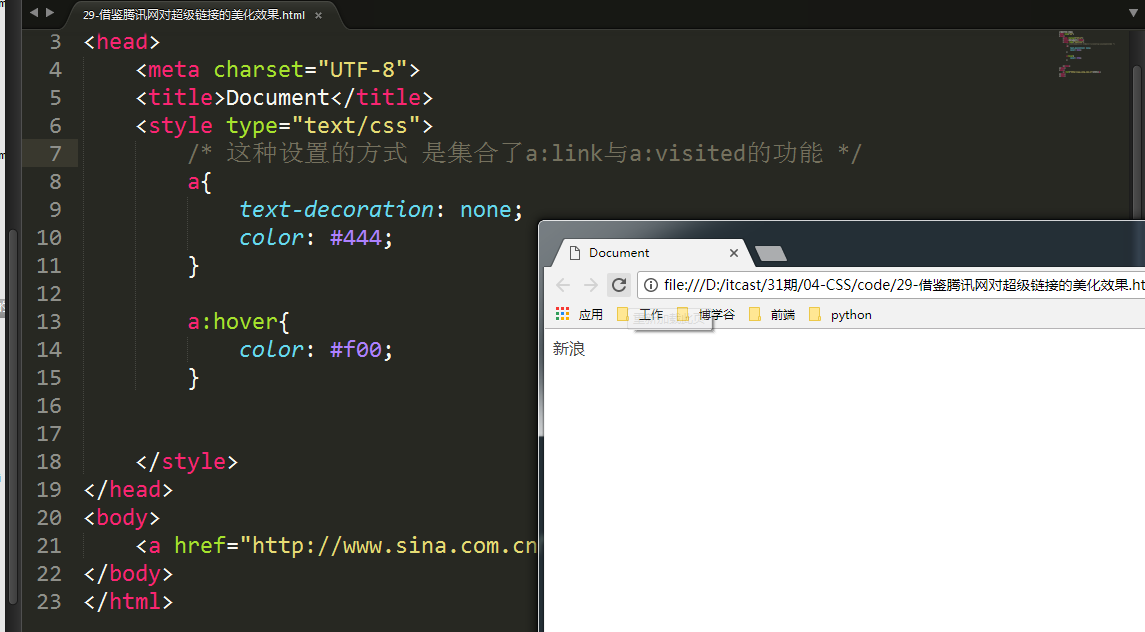 29-借鉴腾讯网对超级链接的美化效果.html ×
3 <head>
4 <meta charset="UTF-8">
5 <title>Document</title>
6 <style type="text/css">
7 /* 这种设置的方式 是集合了a:link与a:visited的功能 */
8 a{
9 text-decoration: none;
10 color: #444;
11 }
12
13 a:hover{
14 color: #f00;
15 }
16
17
18 </style>
19 </head>
20 <body>
21 <a href="http://www.sina.com.cn
22 </body>
23 </html>
Document
file:///D:/itcast/31期/04-CSS/code/29-借鉴腾讯网对超级链接的美化效果.ht
应用 工作 博学谷 前端 python
新浪